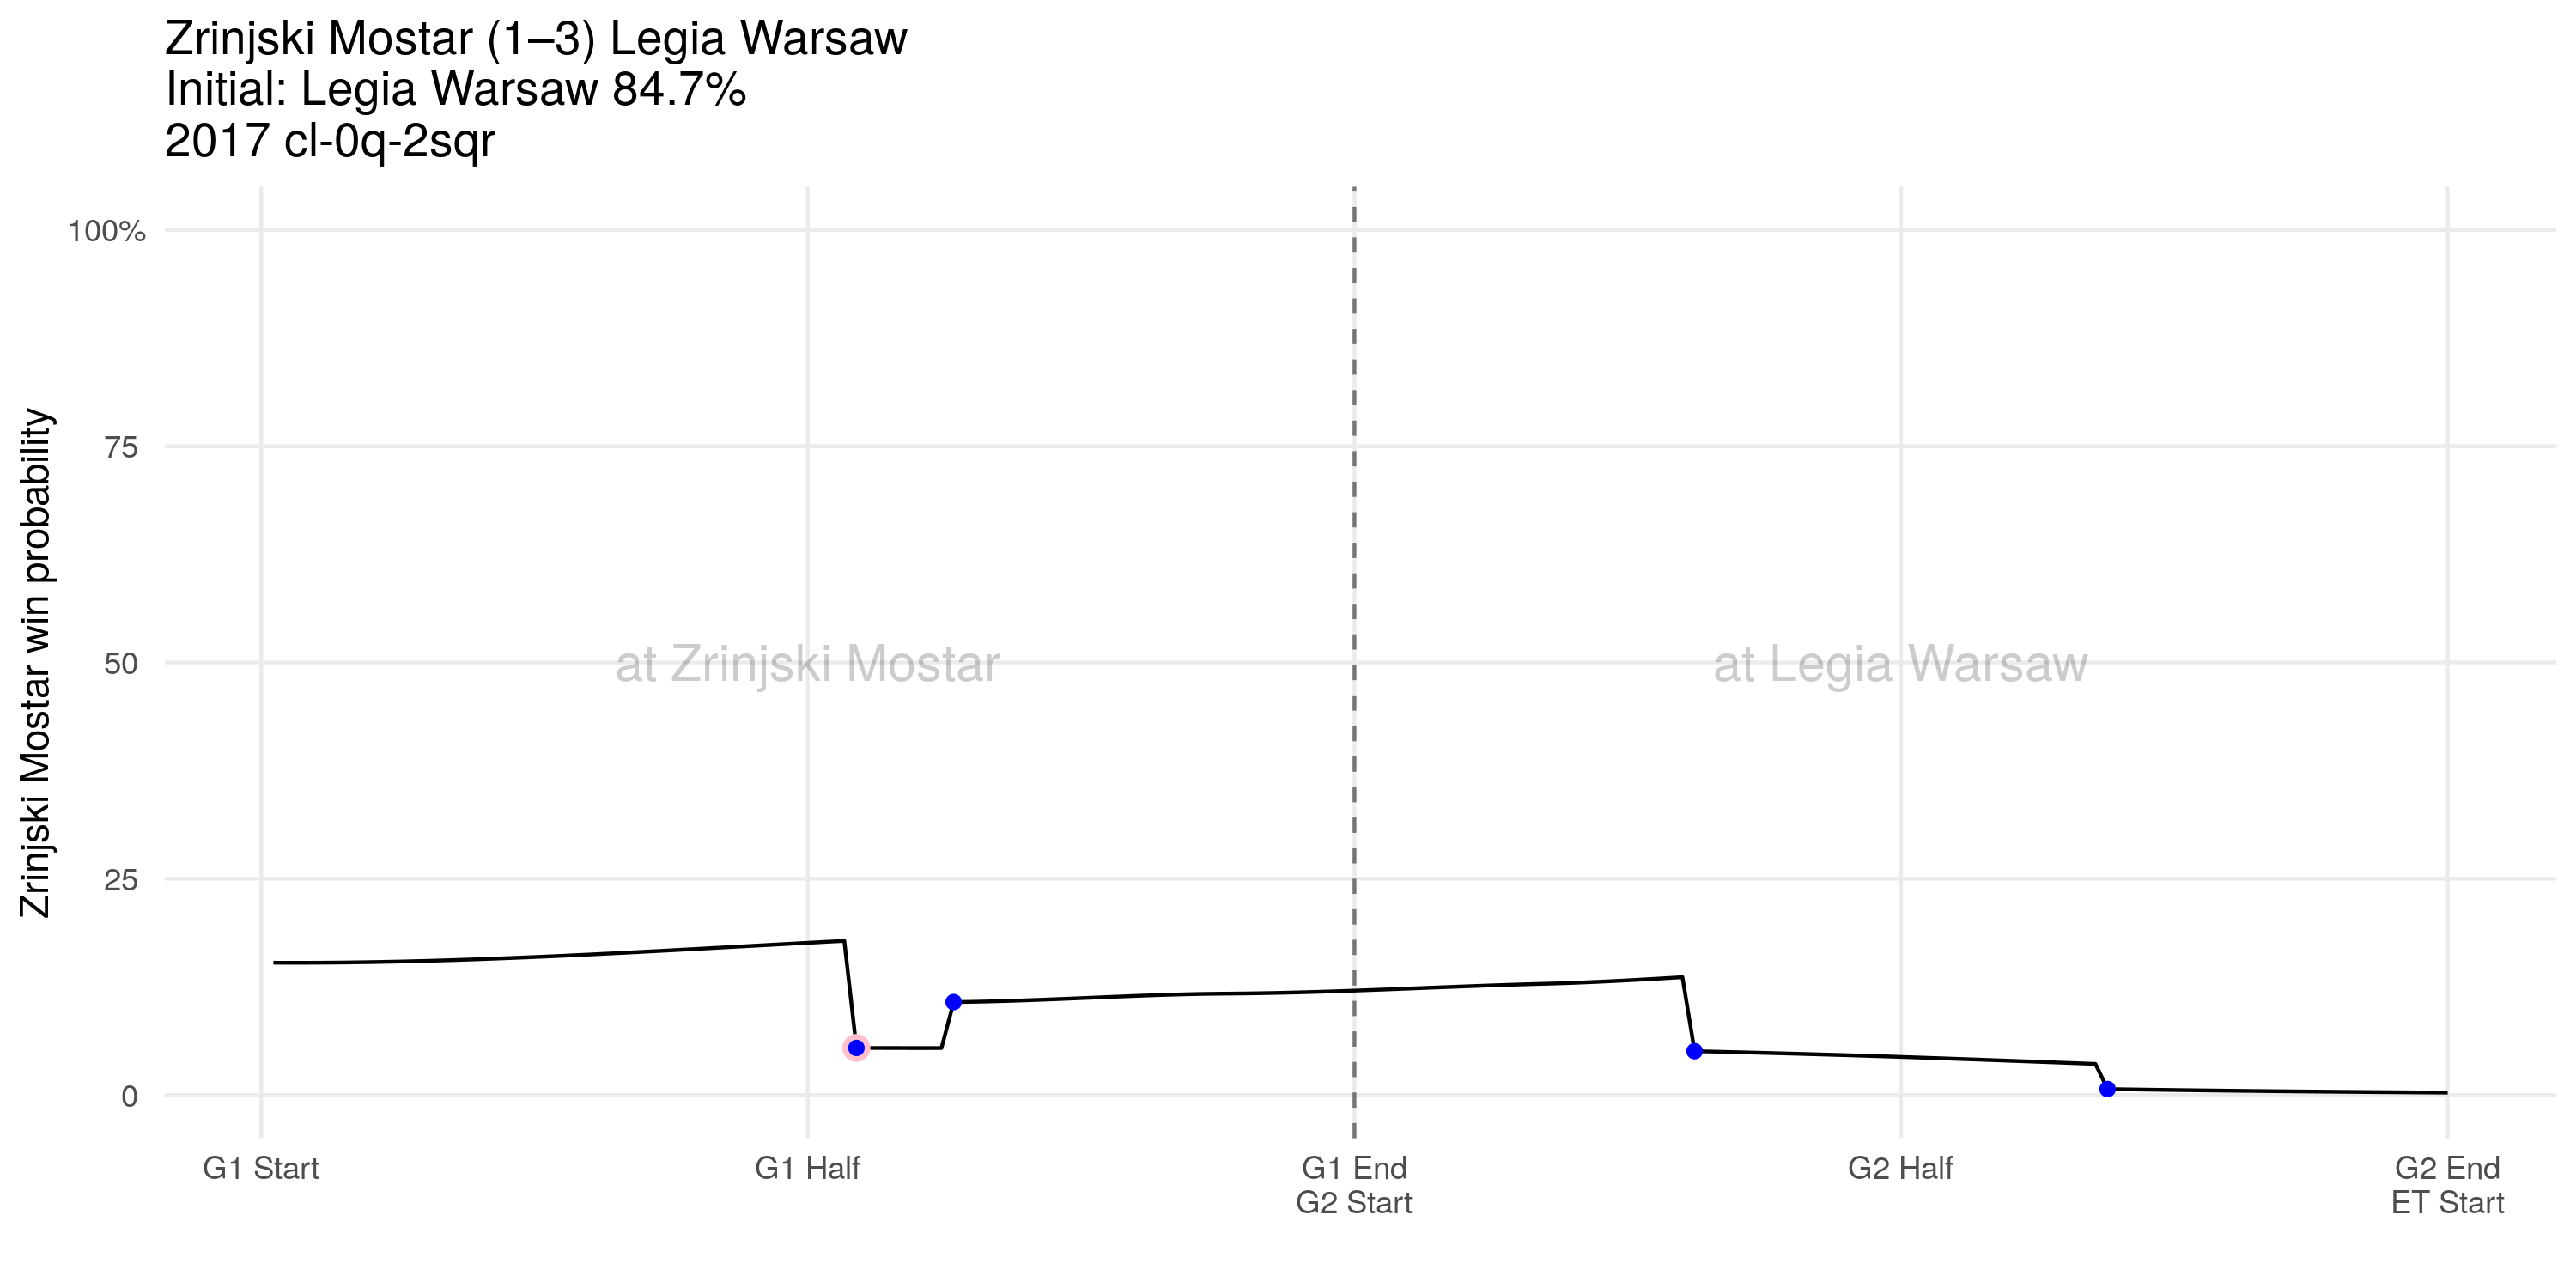 Zrinjski Mostar (1–3) Legia Warsaw
Initial: Legia Warsaw 84.7%
2017 cl-0q-2sqr
Zrinjski Mostar win probability
100%
75
50
25
0
at Zrinjski Mostar
at Legia Warsaw
G1 Start
G1 Half
G1 End
G2 Start
G2 Half
G2 End
ET Start